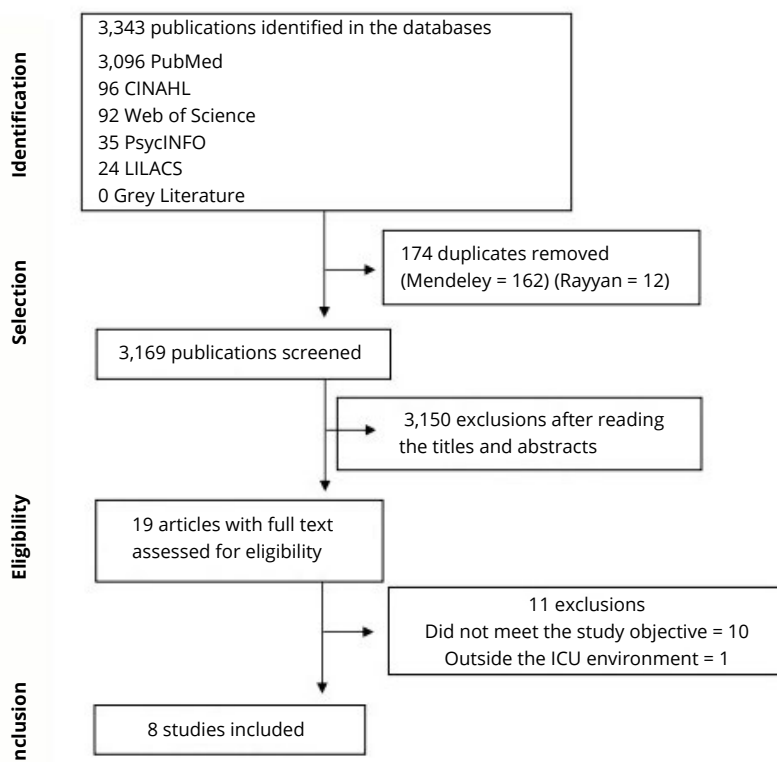 Identification
3,343 publications identified in the databases
3,096 PubMed
96 CINAHL
92 Web of Science
35 PsycINFO
24 LILACS
0 Grey Literature
174 duplicates removed
(Mendeley = 162) (Rayyan = 12)
Selection
3,169 publications screened
3,150 exclusions after reading
the titles and abstracts
Eligibility
19 articles with full text
assessed for eligibility
11 exclusions
Did not meet the study objective = 10
Outside the ICU environment = 1
nclusion
8 studies included